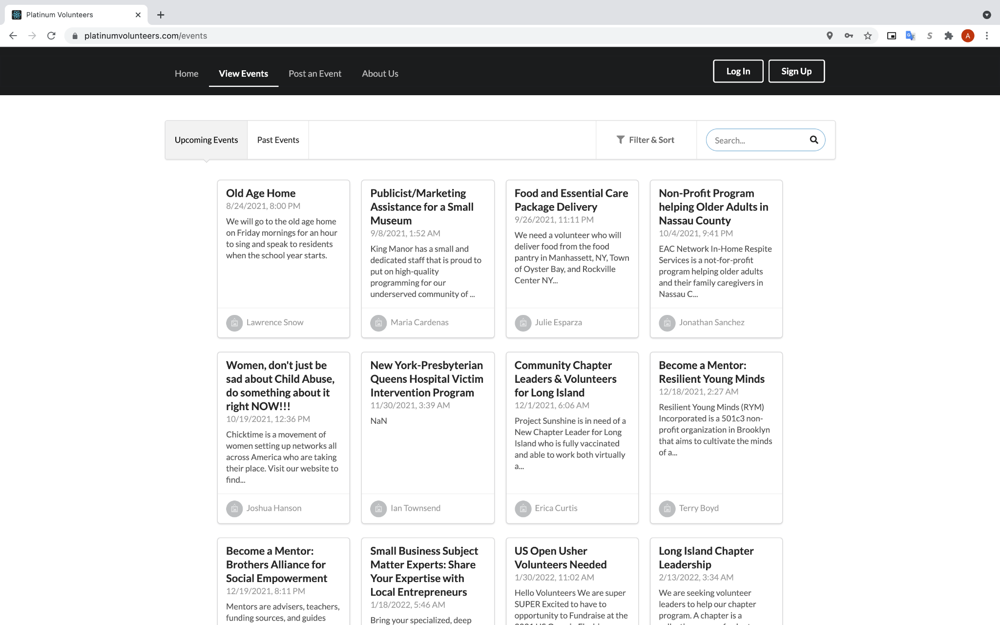 Platinum Volunteers
platinumvolunteers.com/events
A
Home
View Events
Post an Event
About Us
Log In
Sign Up
Upcoming Events
Past Events
Filter & Sort
Search...
Old Age Home
8/24/2021, 8:00 PM
We will go to the old age home
on Friday mornings for an hour
to sing and speak to residents
when the school year starts.
Lawrence Snow
Publicist/Marketing
Assistance for a Small
Museum
9/8/2021, 1:52 AM
King Manor has a small and
dedicated staff that is proud to
put on high-quality
programming for our
underserved community of ...
Maria Cardenas
Food and Essential Care
Package Delivery
9/26/2021, 11:11 PM
We need a volunteer who will
deliver food from the food
pantry in Manhassett, NY, Town
of Oyster Bay, and Rockville
Center NY...
Julie Esparza
Non-Profit Program
helping Older Adults in
Nassau County
10/4/2021, 9:41 PM
EAC Network In-Home Respite
Services is a not-for-profit
program helping older adults
and their family caregivers in
Nassau C...
Jonathan Sanchez
Women, don't just be
sad about Child Abuse,
do something about it
right NOW!!!
10/19/2021, 12:36 PM
Chicktime is a movement of
women setting up networks all
across America who are taking
their place. Visit our website to
find...
Joshua Hanson
New York-Presbyterian
Queens Hospital Victim
Intervention Program
11/30/2021, 3:39 AM
NaN
Ian Townsend
Community Chapter
Leaders & Volunteers
for Long Island
12/1/2021, 6:06 AM
Project Sunshine is in need of a
New Chapter Leader for Long
Island who is fully vaccinated
and able to work both virtually
a...
Erica Curtis
Become a Mentor:
Resilient Young Minds
12/18/2021, 2:27 AM
Resilient Young Minds (RYM)
Incorporated is a 501c3 non-
profit organization in Brooklyn
that aims to cultivate the minds
of a...
Terry Boyd
Become a Mentor:
Brothers Alliance for
Social Empowerment
12/19/2021, 8:11 PM
Mentors are advisers, teachers,
funding sources, and guides
Small Business Subject
Matter Experts: Share
Your Expertise with
Local Entrepreneurs
1/18/2022, 5:46 AM
Bring your specialized, deep
US Open Usher
Volunteers Needed
1/30/2022, 11:02 AM
Hello Volunteers We are super
SUPER Excited to have to
opportunity to Fundraise at the
Long Island Chapter
Leadership
2/13/2022, 3:34 AM
We are seeking volunteer
leaders to help our chapter
program. A chapter is a